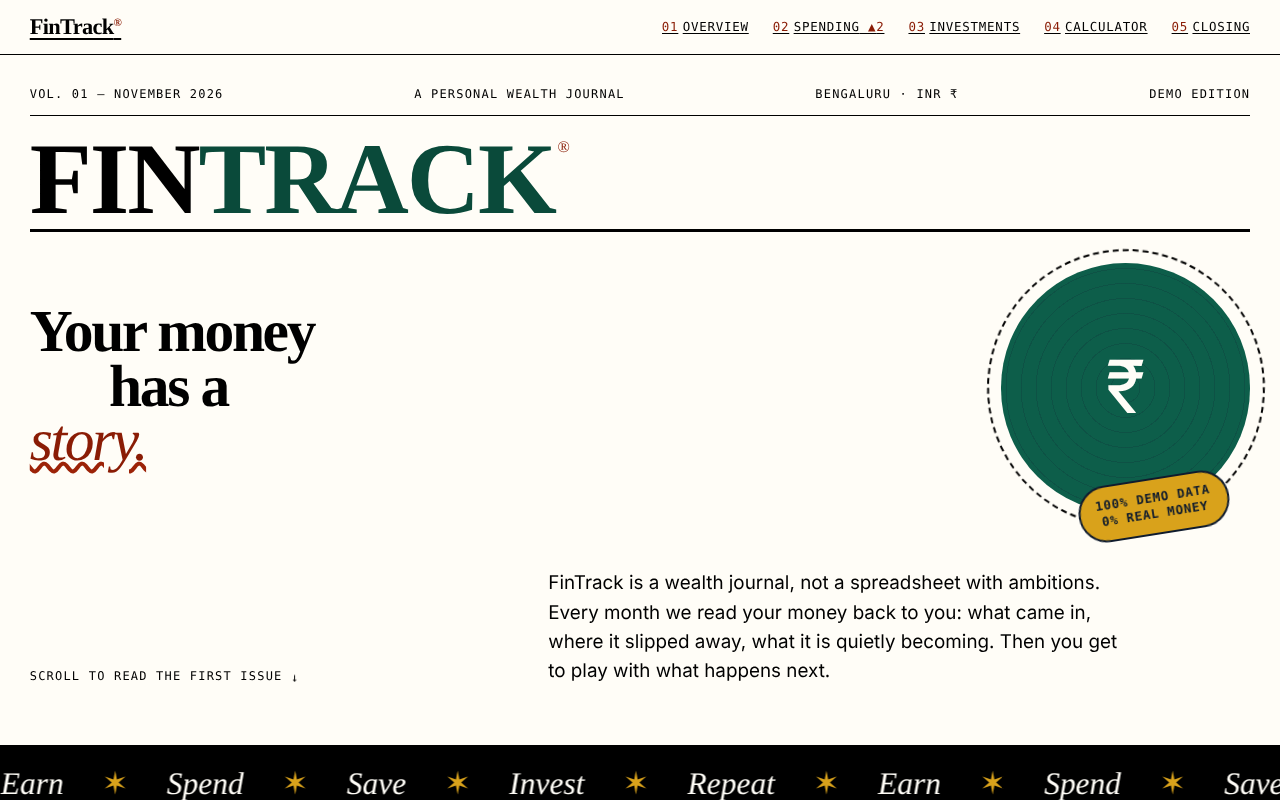 FinTrack®
01 OVERVIEW 02 SPENDING ▲2 03 INVESTMENTS 04 CALCULATOR 05 CLOSING
VOL. 01 — NOVEMBER 2026 A PERSONAL WEALTH JOURNAL BENGALURU · INR ₹ DEMO EDITION
FINTRACK®
Your money
has a
story.
₹
100% DEMO DATA
0% REAL MONEY
FinTrack is a wealth journal, not a spreadsheet with ambitions.
Every month we read your money back to you: what came in,
where it slipped away, what it is quietly becoming. Then you get
to play with what happens next.
SCROLL TO READ THE FIRST ISSUE ↓
Earn ✶ Spend ✶ Save ✶ Invest ✶ Repeat ✶ Earn ✶ Spend ✶ Save